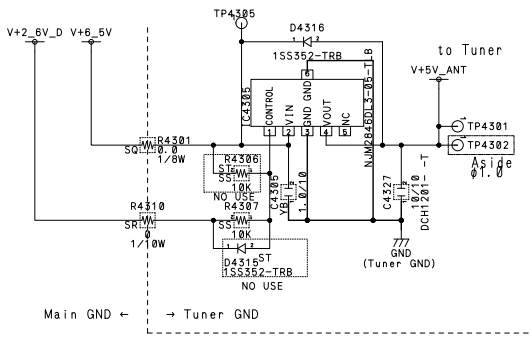 TP4305
D4316
V+2_6V_D
V+6_5V
1SS352-TRB
to Tuner
V+5V_ANT
C4305
CONTROL
VIN
GND
GND
VOUT
NC
6
1
2
3
4
5
NJM2846DL3-05-T_B
TP4301
TP4302
Aside
φ1.0
R4301
SQ
0.0
1/8W
R4306
ST
SS
10K
NO USE
R4310
SR
0
1/10W
R4307
SS
10K
C4305
YB
1.0/10
C4327
10/10
DCH1201- -T
ST
D4315
1SS352-TRB
NO USE
GND
(Tuner GND)
Main GND ←
→ Tuner GND